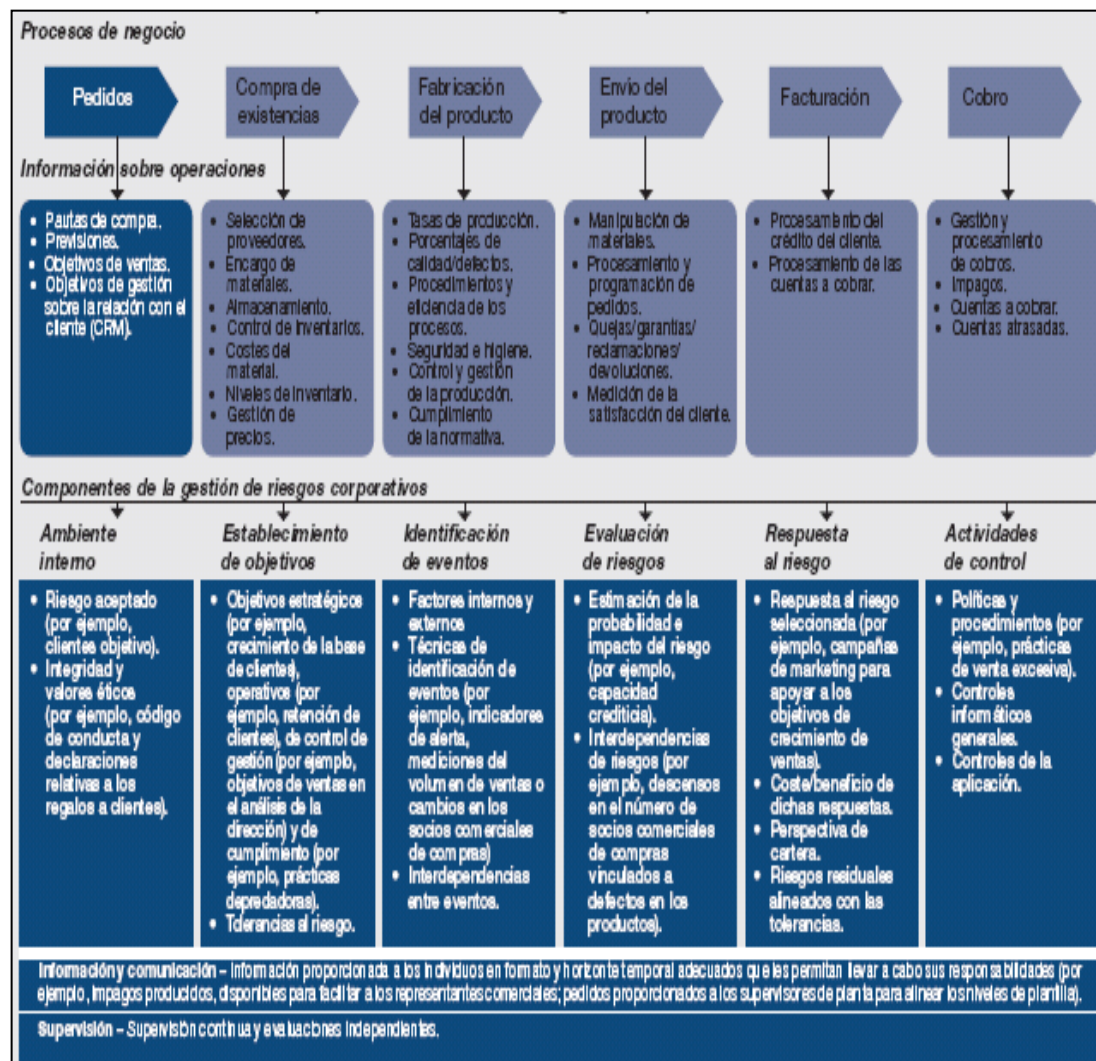 Procesos de negocio
Pedidos
Compra de
existencias
Fabricación
del producto
Envío del
producto
Facturación
Cobro
Información sobre operaciones
• Pautas de compra.
• Previsiones.
• Objetivos de ventas.
• Objetivos de gestión
sobre la relación con el
cliente (CRM).
• Selección de
proveedores.
• Encargo de
materiales.
• Almacenamiento.
• Control de inventarios.
• Costes del
material.
• Niveles de inventario.
• Gestión de
precios.
• Tasas de producción.
• Porcentajes de
calidad/defectos.
• Procedimientos y
eficiencia de los
procesos.
• Seguridad e higiene.
• Control y gestión
de la producción.
• Cumplimiento
de la normativa.
• Manipulación de
materiales.
• Procesamiento y
programación de
pedidos.
• Quejas/garantías/
reclamaciones/
devoluciones.
• Medición de la
satisfacción del cliente.
• Procesamiento del
crédito del cliente.
• Procesamiento de las
cuentas a cobrar.
• Gestión y
procesamiento
de cobros.
• Impagos.
• Cuentas a cobrar.
• Cuentas atrasadas.
Componentes de la gestión de riesgos corporativos
Ambiente
interno
Establecimiento
de objetivos
Identificación
de eventos
Evaluación
de riesgos
Respuesta
al riesgo
Actividades
de control
• Riesgo aceptado
(por ejemplo,
clientes objetivo).
• Integridad y
valores éticos
(por ejemplo, código
de conducta y
declaraciones
relativas a los
regalos a clientes).
• Objetivos estratégicos
(por ejemplo,
crecimiento de la base
de clientes),
operativos (por
ejemplo, retención de
clientes), de control de
gestión (por ejemplo,
objetivos de ventas en
el análisis de la
dirección) y de
cumplimiento (por
ejemplo, prácticas
depredadoras).
• Tolerancias al riesgo.
• Factores internos y
externos
• Técnicas de
identificación de
eventos (por
ejemplo, indicadores
de alerta,
mediciones del
volumen de ventas o
cambios en los
socios comerciales
de compras)
• Interdependencias
entre eventos.
• Estimación de la
probabilidad e
impacto del riesgo
(por ejemplo,
capacidad
crediticia).
• Interdependencias
de riesgos (por
ejemplo, descensos
en el número de
socios comerciales
de compras
vinculados a
defectos en los
productos).
• Respuesta al riesgo
seleccionada (por
ejemplo, campañas
de marketing para
apoyar a los
objetivos de
crecimiento de
ventas).
• Coste/beneficio de
dichas respuestas.
• Perspectiva de
cartera.
• Riesgos residuales
alineados con las
tolerancias.
• Políticas y
procedimientos (por
ejemplo, prácticas
de venta excesiva).
• Controles
informáticos
generales.
• Controles de la
aplicación.
Información y comunicación – Información proporcionada a los individuos en formato y horizonte temporal adecuados que les permitan llevar a cabo sus responsabilidades (por
ejemplo, impagos producidos, disponibles para facilitar a los representantes comerciales; pedidos proporcionados a los supervisores de planta para alinear los niveles de plantilla).
Supervisión – Supervisión continua y evaluaciones independientes.